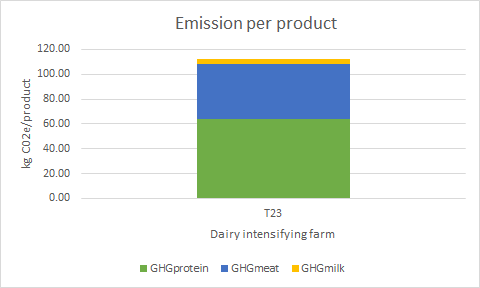 Emission per product
120.00
100.00
80.00
60.00
40.00
20.00
0.00
kg CO2e/product
T23
Dairy intensifying farm
GHGprotein GHGmeat GHGmilk